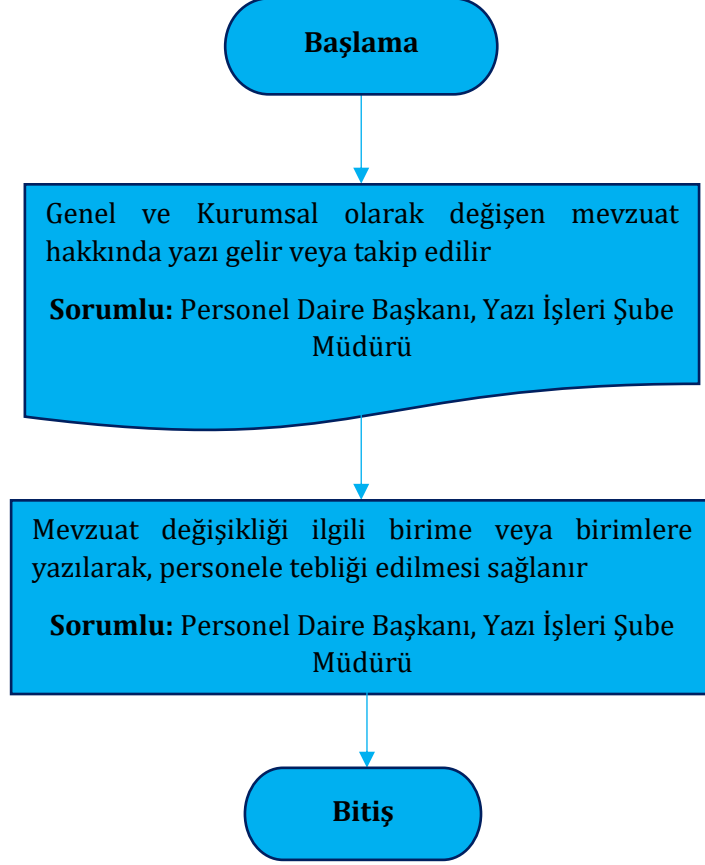 Başlama
Genel ve Kurumsal olarak değişen mevzuat
hakkında yazı gelir veya takip edilir
Sorumlu: Personel Daire Başkanı, Yazı İşleri Şube
Müdürü
Mevzuat değişikliği ilgili birime veya birimlere
yazılarak, personele tebliği edilmesi sağlanır
Sorumlu: Personel Daire Başkanı, Yazı İşleri Şube
Müdürü
Bitiş